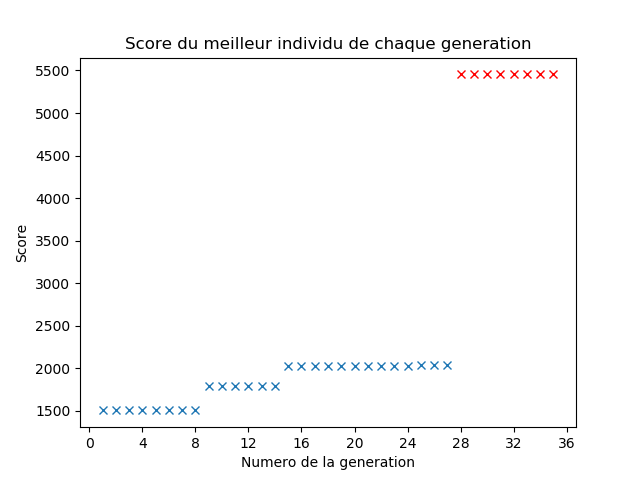 Score du meilleur individu de chaque generation
5500
5000
4500
4000
3500
3000
2500
2000
1500
Score
0 4 8 12 16 20 24 28 32 36
Numero de la generation